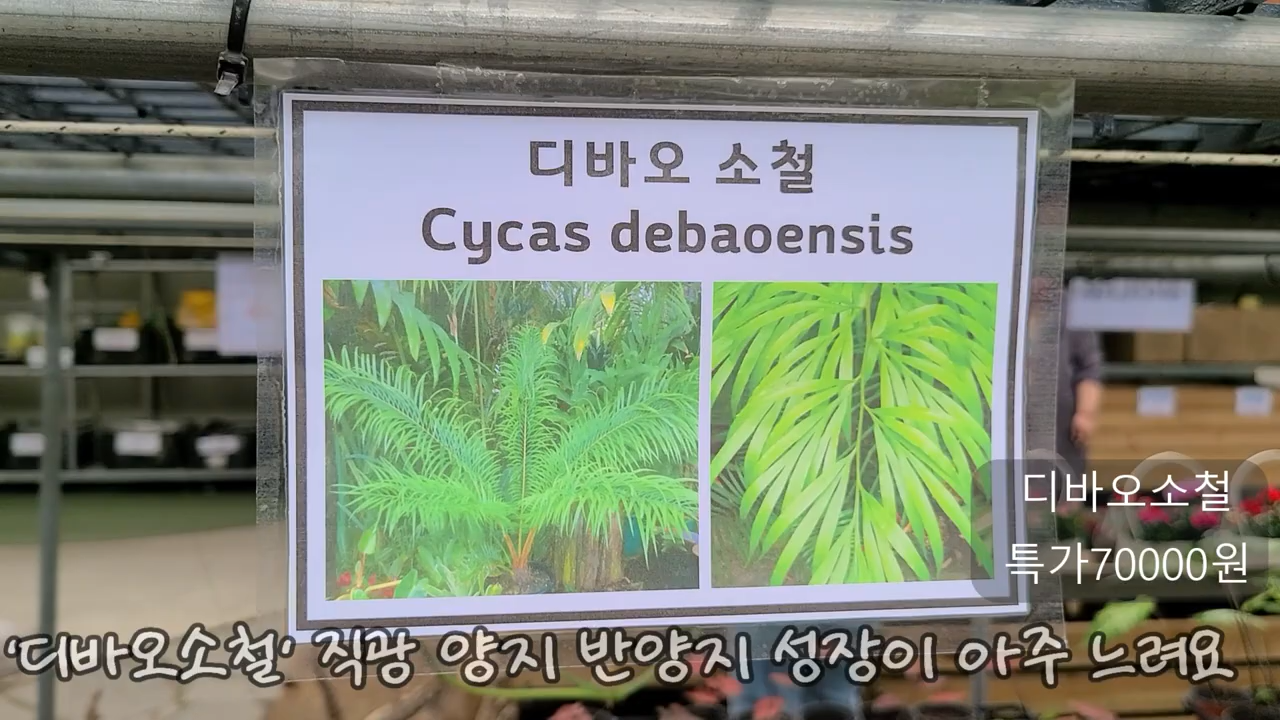 디바오 소철
Cycas debaoensis
디바오소철
특가70000원
'디바오소철' 직광 양지 반양지 성장이 아주 느려요